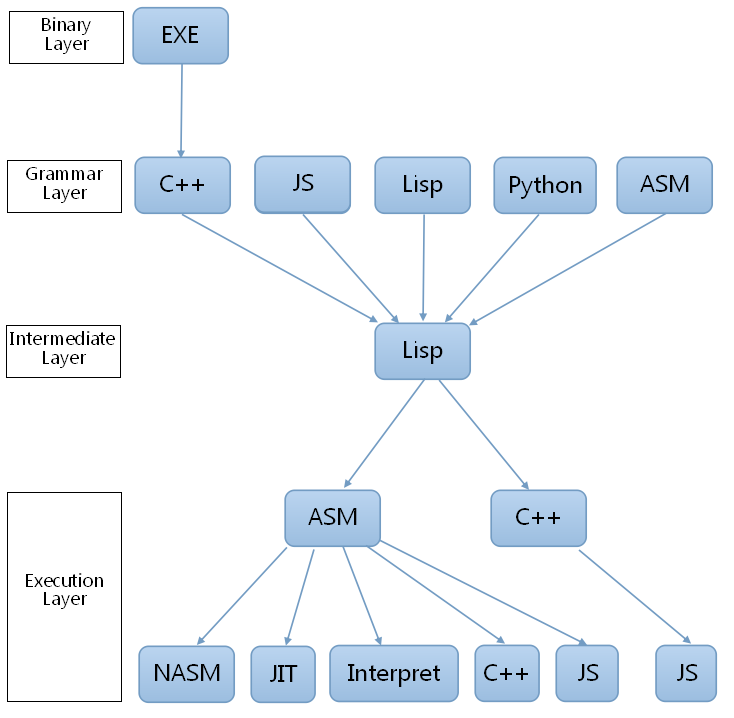 Binary
Layer
EXE
Grammar
Layer
C++
JS
Lisp
Python
ASM
Intermediate
Layer
Lisp
Execution
Layer
ASM
C++
NASM
JIT
Interpret
C++
JS
JS